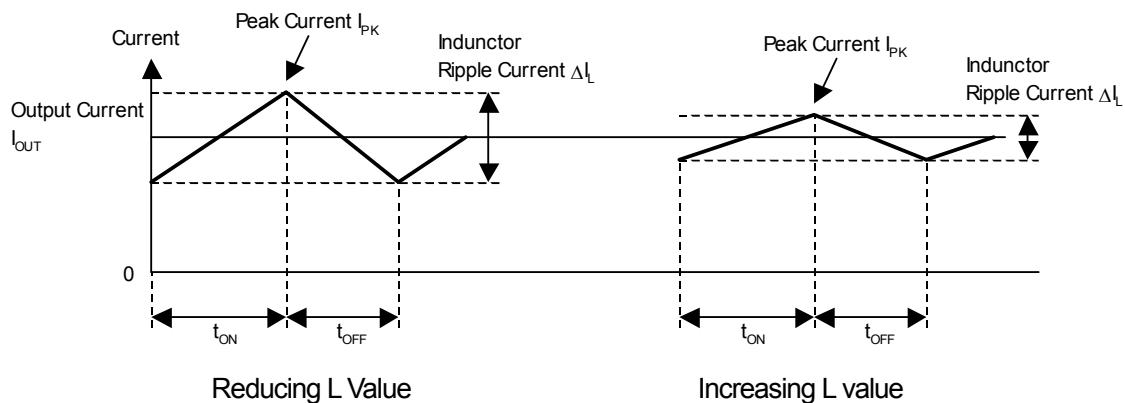 Peak Current I_PK
Current
Indunctor
Ripple Current ΔI_L
Output Current
I_OUT
0
t_ON
t_OFF
Reducing L Value
Peak Current I_PK
Indunctor
Ripple Current ΔI_L
t_ON
t_OFF
Increasing L value